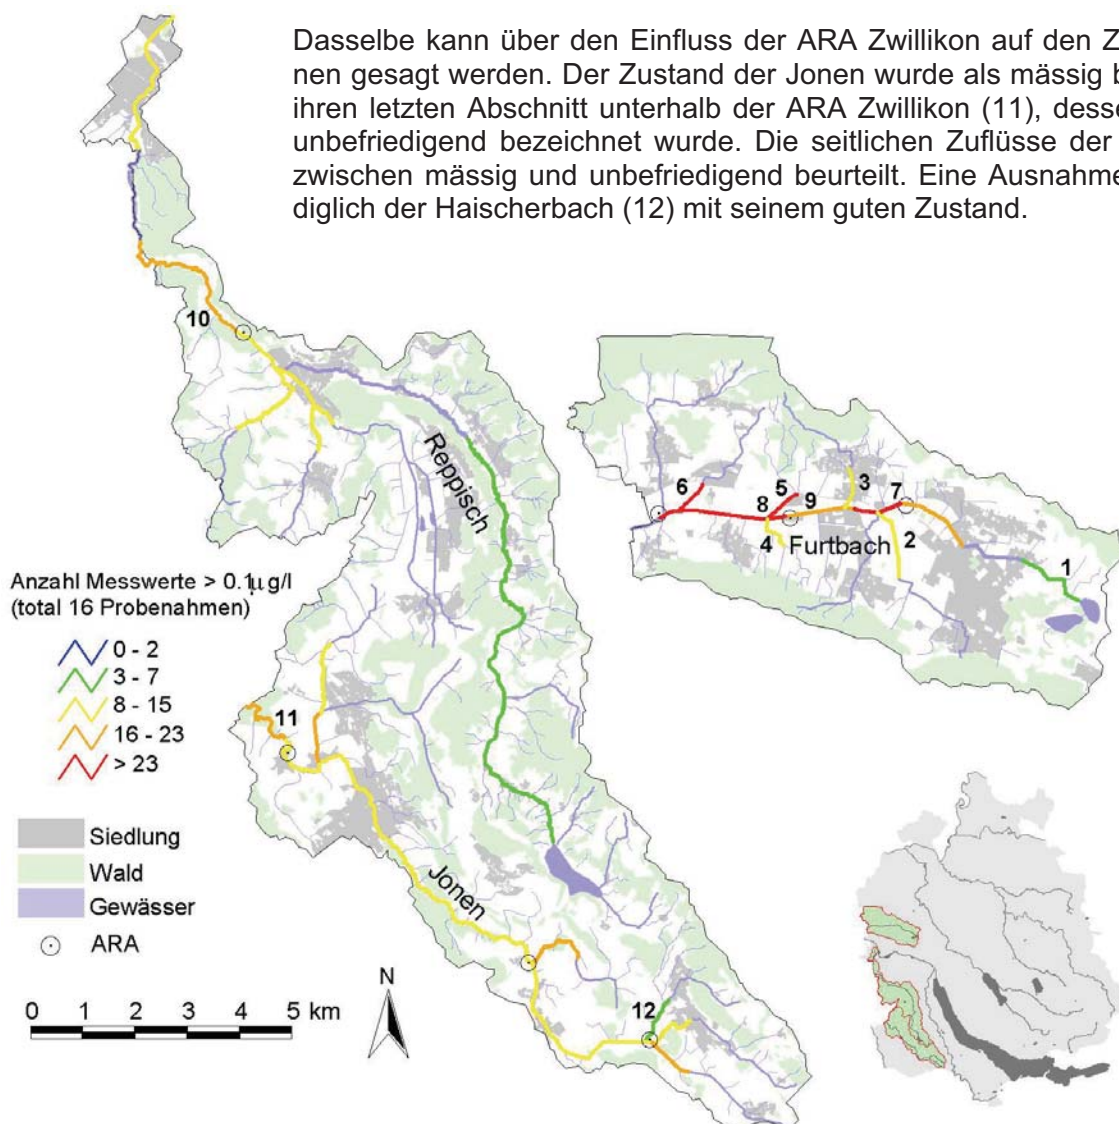 Dasselbe kann über den Einfluss der ARA Zwillikon auf den Z
nen gesagt werden. Der Zustand der Jonen wurde als mässig b
ihren letzten Abschnitt unterhalb der ARA Zwillikon (11), desse
unbefriedigend bezeichnet wurde. Die seitlichen Zuflüsse der
zwischen mässig und unbefriedigend beurteilt. Eine Ausnahme
diglich der Haischerbach (12) mit seinem guten Zustand.
10
Reppisch
6
5
8
9
3
7
4
Furtbach
2
1
Anzahl Messwerte > 0.1µg/l
(total 16 Probenahmen)
0 - 2
3 - 7
8 - 15
16 - 23
> 23
11
Siedlung
Wald
Gewässer
ARA
Jonen
N
12
0 1 2 3 4 5 km